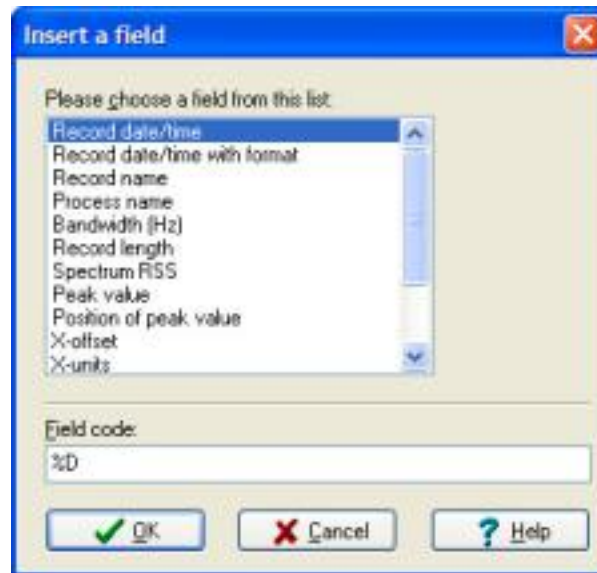 Insert a field
Please choose a field from this list:
Record date/time
Record date/time with format
Record name
Process name
Bandwidth (Hz)
Record length
Spectrum RSS
Peak value
Position of peak value
X-offset
X-units
Field code:
%D
OK
Cancel
Help